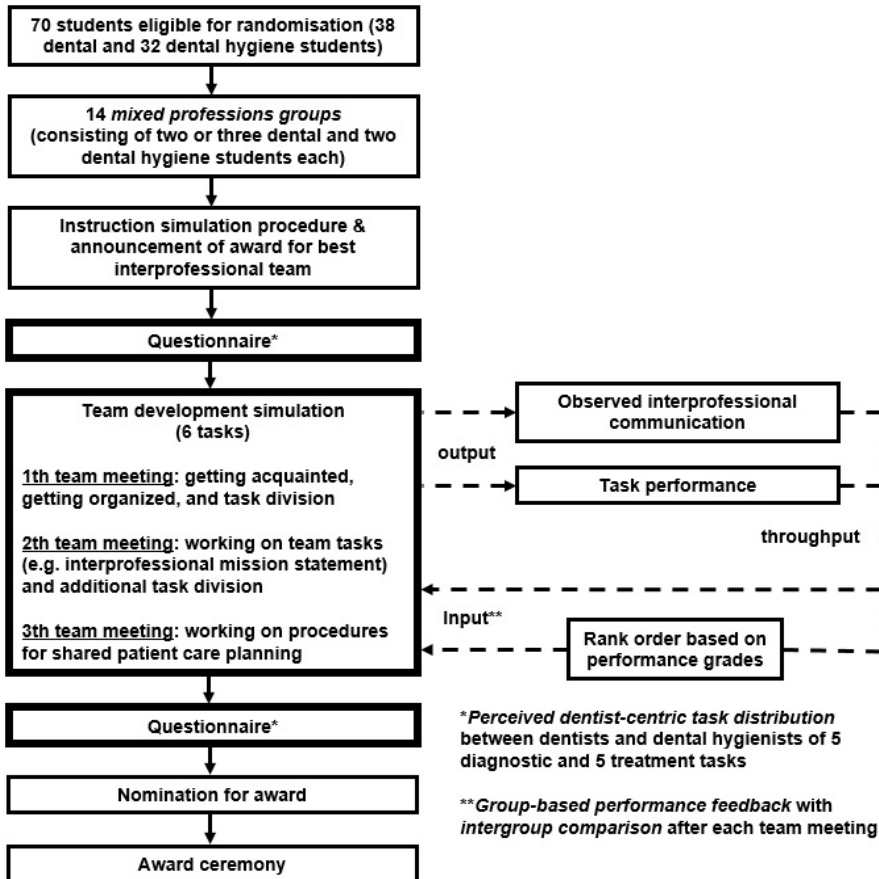 70 students eligible for randomisation (38
dental and 32 dental hygiene students)
14 mixed professions groups
(consisting of two or three dental and two
dental hygiene students each)
Instruction simulation procedure &
announcement of award for best
interprofessional team
Questionnaire*
Team development simulation
(6 tasks)
1th team meeting: getting acquainted,
getting organized, and task division
2th team meeting: working on team tasks
(e.g. interprofessional mission statement)
and additional task division
3th team meeting: working on procedures
for shared patient care planning
Observed interprofessional
communication
output
Task performance
throughput
Input**
Rank order based on
performance grades
Questionnaire*
Nomination for award
Award ceremony
*Perceived dentist-centric task distribution
between dentists and dental hygienists of 5
diagnostic and 5 treatment tasks
**Group-based performance feedback with
intergroup comparison after each team meeting